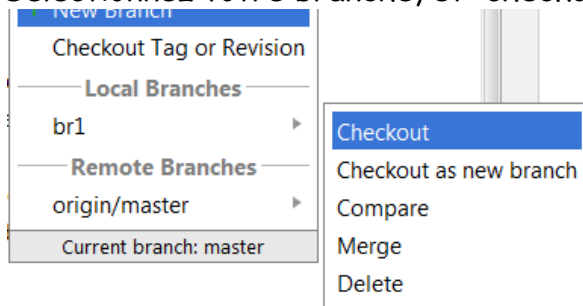 New Branch
Checkout Tag or Revision
Local Branches
br1
Remote Branches
origin/master
Current branch: master
Checkout
Checkout as new branch
Compare
Merge
Delete